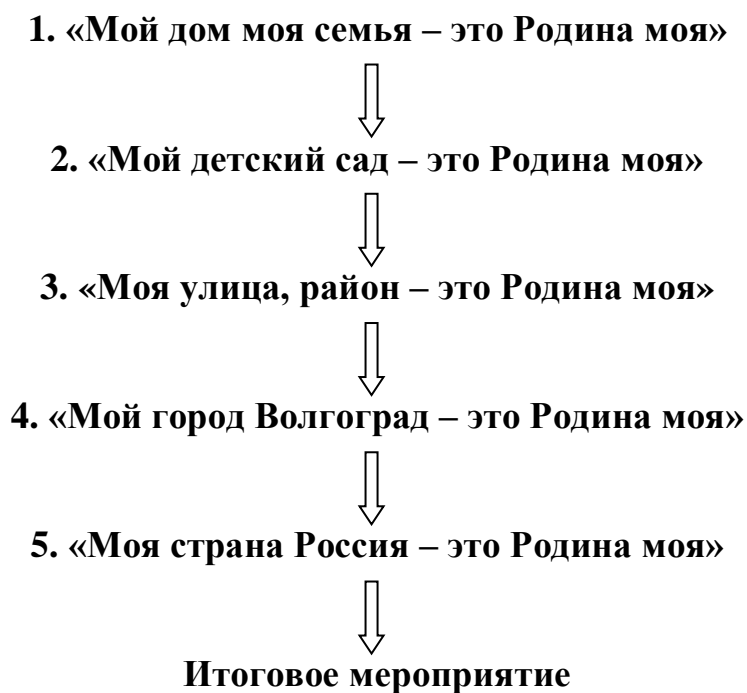 1. «Мой дом моя семья – это Родина моя»
2. «Мой детский сад – это Родина моя»
3. «Моя улица, район – это Родина моя»
4. «Мой город Волгоград – это Родина моя»
5. «Моя страна Россия – это Родина моя»
Итоговое мероприятие